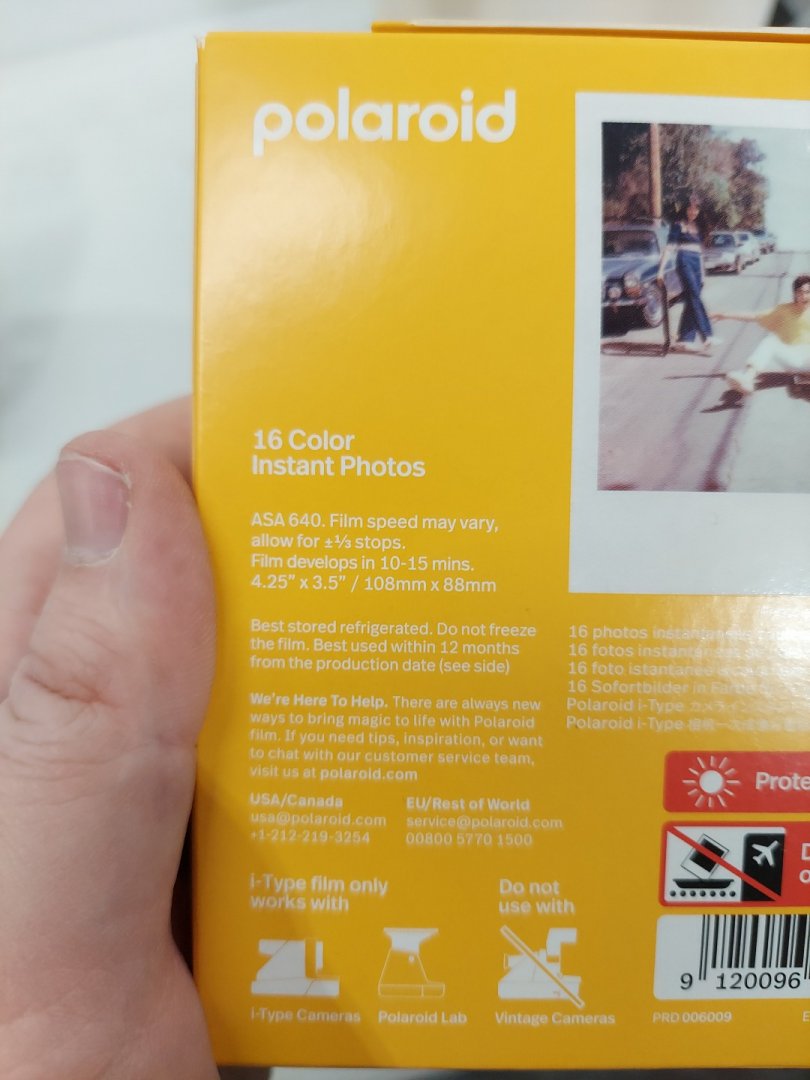 polaroid
16 Color
Instant Photos
ASA 640. Film speed may vary,
allow for ±⅓ stops.
Film develops in 10-15 mins.
4.25" x 3.5" / 108mm x 88mm
Best stored refrigerated. Do not freeze
the film. Best used within 12 months
from the production date (see side)
We're Here To Help. There are always new
ways to bring magic to life with Polaroid
film. If you need tips, inspiration, or want
to chat with our customer service team,
visit us at polaroid.com
USA/Canada
usa@polaroid.com
+1-212-219-3254
EU/Rest of World
service@polaroid.com
00800 5770 1500
i-Type film only
works with
Do not
use with
i-Type Cameras
Polaroid Lab
Vintage Cameras
16 photos
16 fotos
16 foto istantanee
16 Sofortbilder in
Polaroid i-Type
Polaroid i-Type
9 120096
PRD 006009